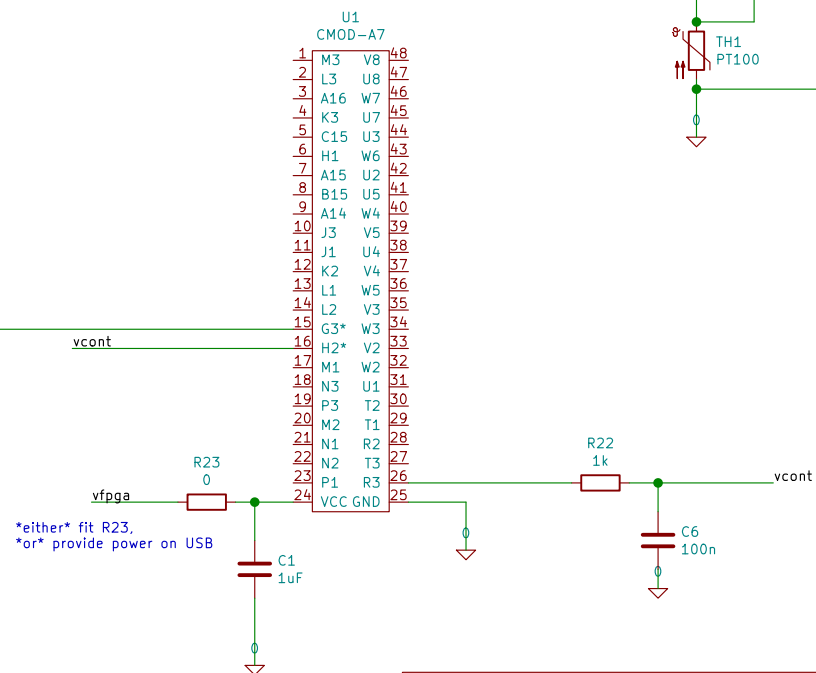 U1
CMOD-A7
1 M3 V8 48
2 L3 U8 47
3 A16 W7 46
4 K3 U7 45
5 C15 U3 44
6 H1 W6 43
7 A15 U2 42
8 B15 U5 41
9 A14 W4 40
10 J3 V5 39
11 J1 U4 38
12 K2 V4 37
13 L1 W5 36
14 L2 V3 35
15 G3* W3 34
16 H2* V2 33
17 M1 W2 32
18 N3 U1 31
19 P3 T2 30
20 M2 T1 29
21 N1 R2 28
22 N2 T3 27
23 P1 R3 26
24 VCC GND 25
ϑ
TH1
PT100
0
vcont
R23
0
vfpga
*either* fit R23,
*or* provide power on USB
C1
1uF
0
0
R22
1k
vcont
C6
100n
0